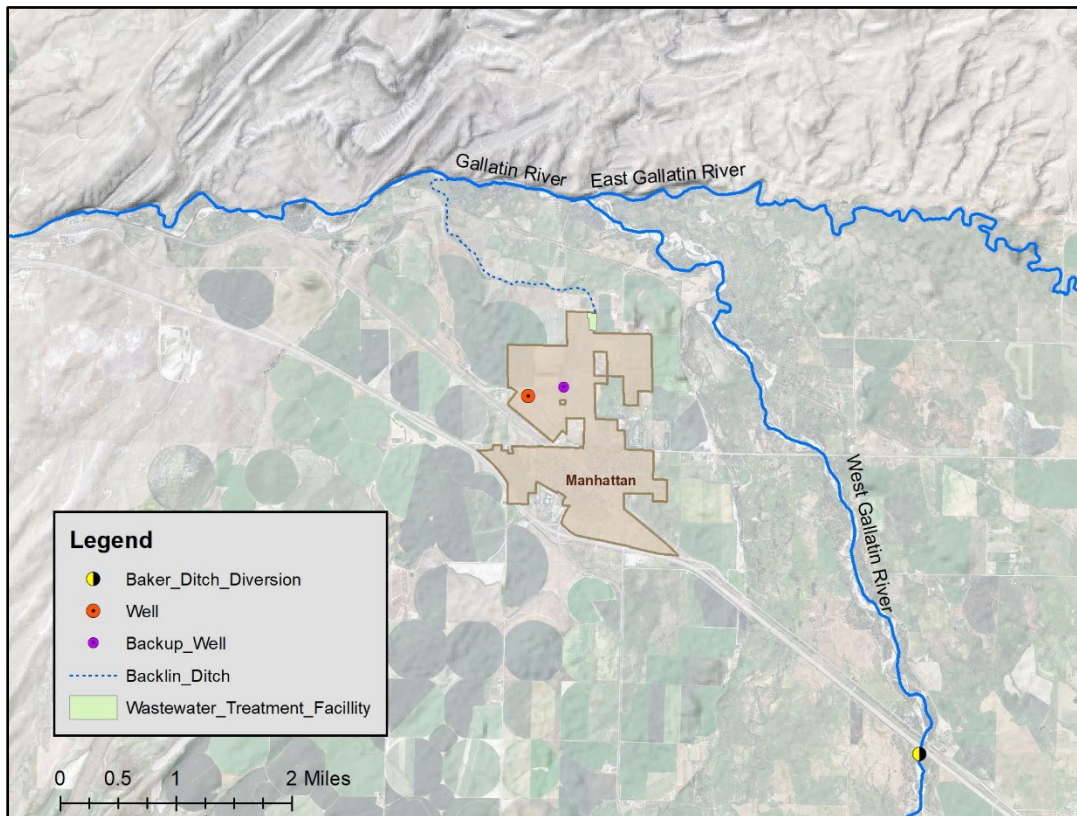 Gallatin River
East Gallatin River
West Gallatin River
Manhattan
Legend
Baker_Ditch_Diversion
Well
Backup_Well
Backlin_Ditch
Wastewater_Treatment_Facillity
0 0.5 1 2 Miles